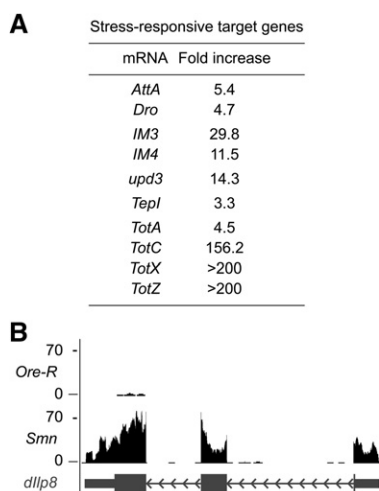 A
Stress-responsive target genes
mRNA Fold increase
AttA 5.4
Dro 4.7
IM3 29.8
IM4 11.5
upd3 14.3
TepI 3.3
TotA 4.5
TotC 156.2
TotX >200
TotZ >200
B
70
Ore-R
0
70
Smn
0
dIlp8